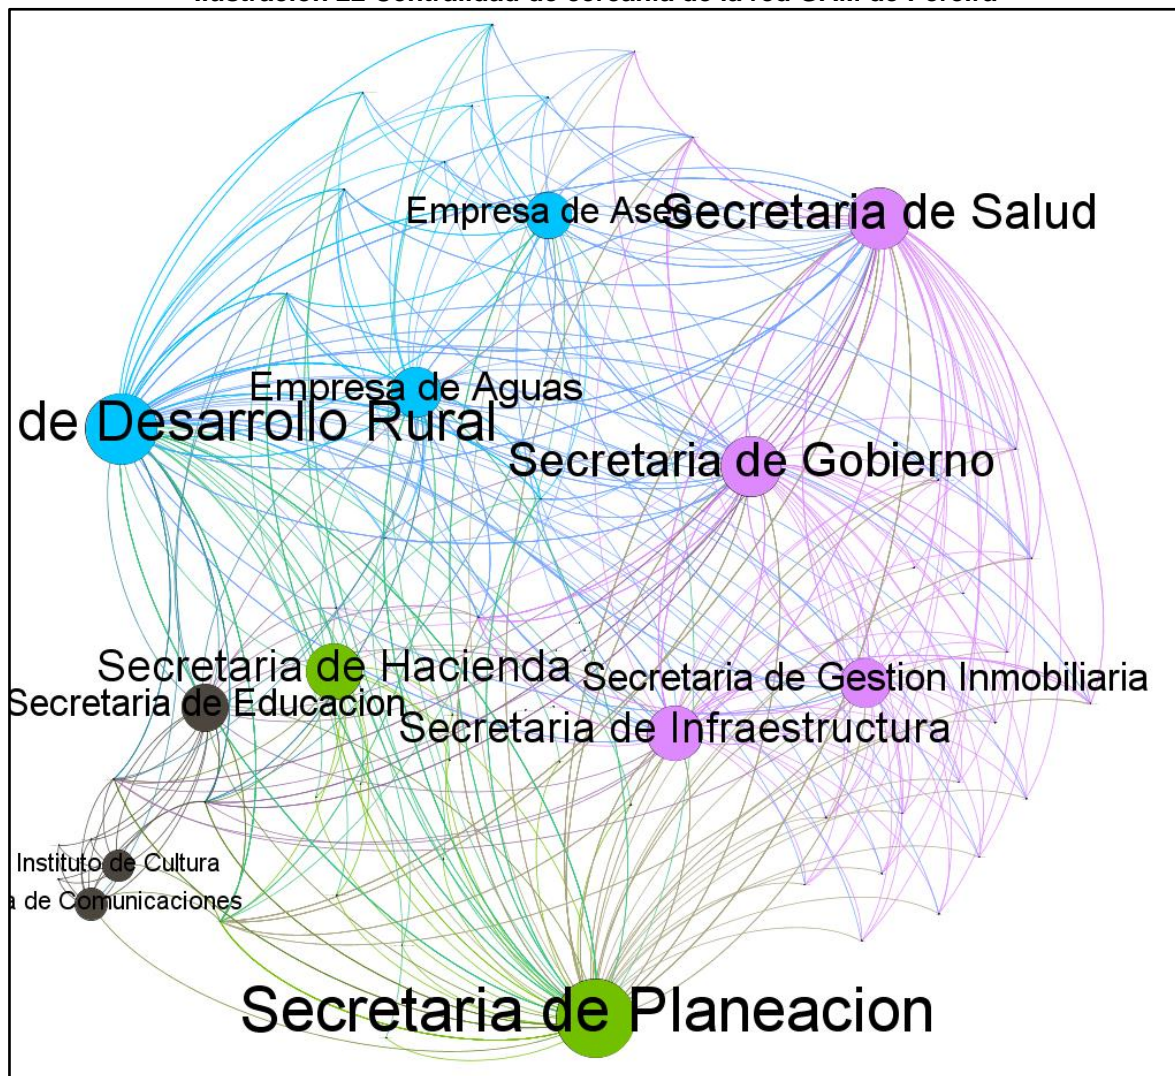 Empresa de Aseo
Secretaria de Salud
Empresa de Aguas
de Desarrollo Rural
Secretaria de Gobierno
Secretaria de Hacienda
Secretaria de Gestion Inmobiliaria
Secretaria de Educacion
Secretaria de Infraestructura
Instituto de Cultura
a de Comunicaciones
Secretaria de Planeacion